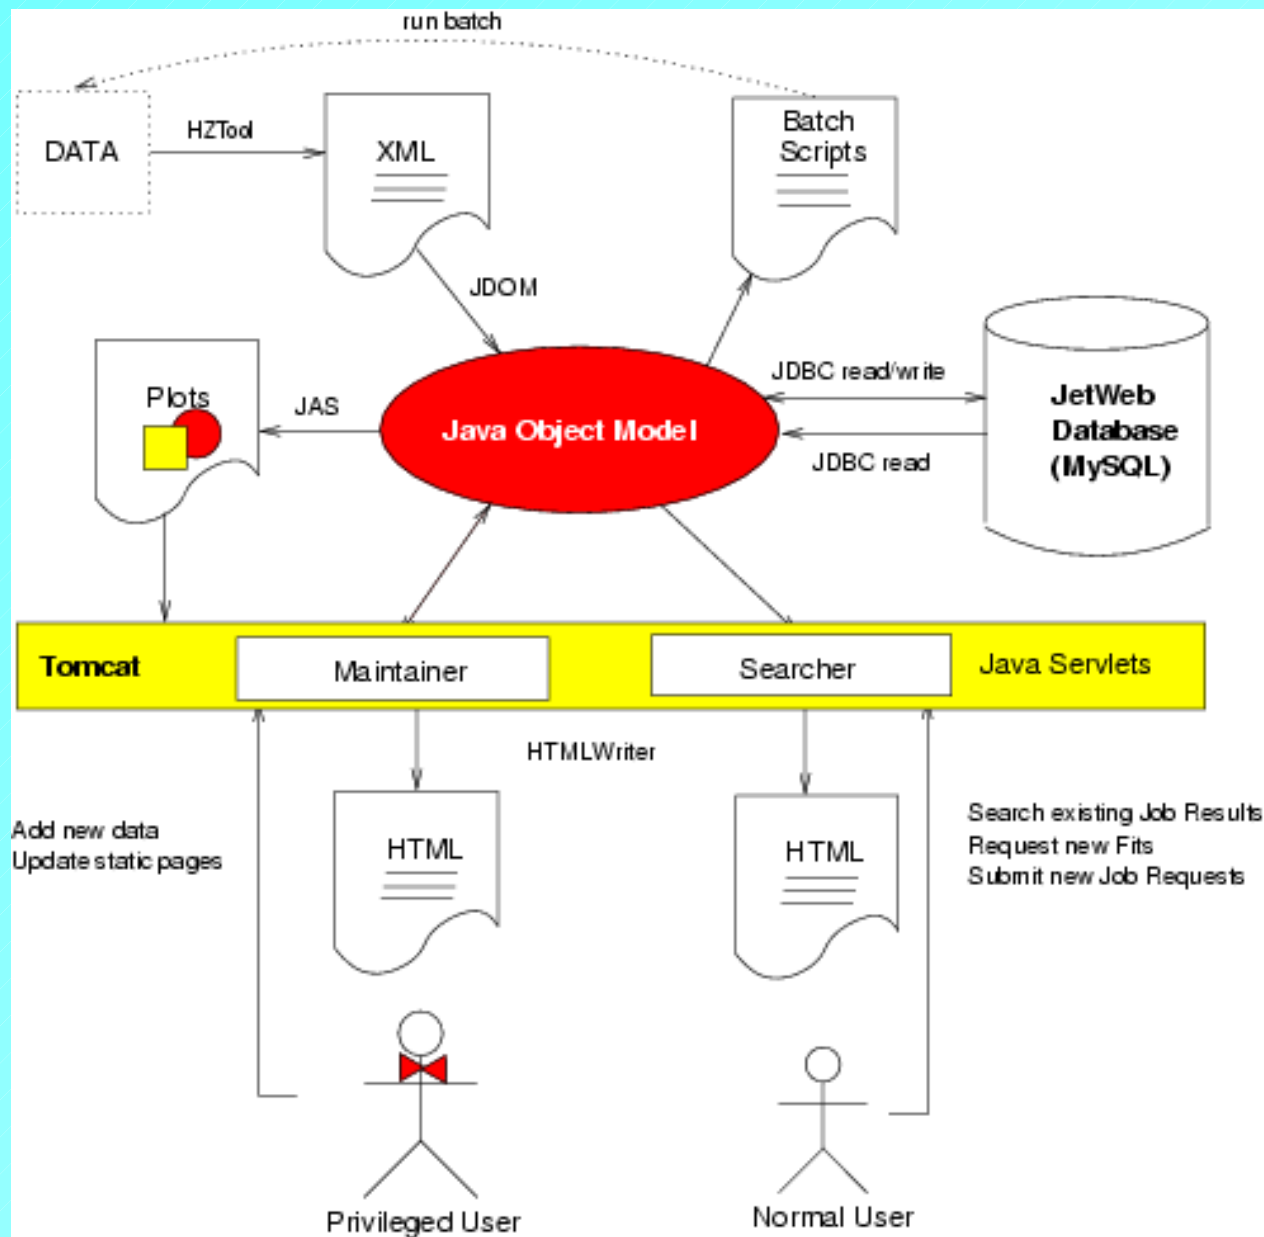 run batch
DATA
HZTool
XML
Batch
Scripts
JDOM
Plots
JAS
Java Object Model
JDBC read/write
JDBC read
JetWeb
Database
(MySQL)
Tomcat
Maintainer
Searcher
Java Servlets
HTMLWriter
Add new data
Update static pages
HTML
HTML
Search existing Job Results
Request new Fits
Submit new Job Requests
Privileged User
Normal User